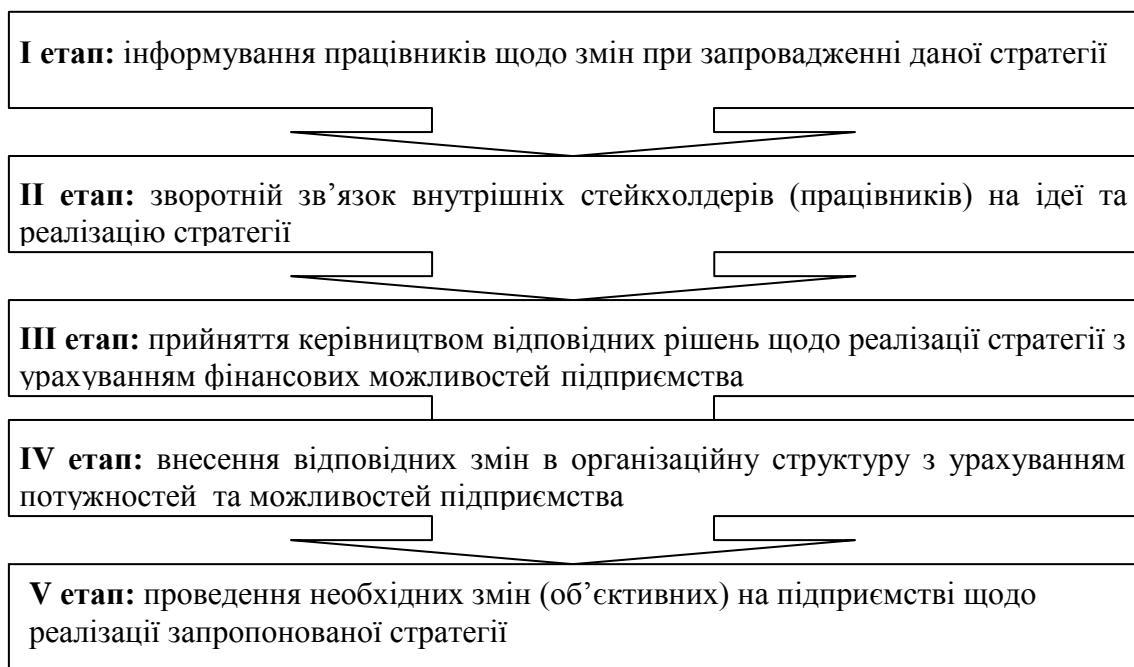 I етап: інформування працівників щодо змін при запровадженні даної стратегії
II етап: зворотній зв’язок внутрішніх стейкхолдерів (працівників) на ідеї та
реалізацію стратегії
III етап: прийняття керівництвом відповідних рішень щодо реалізації стратегії з
урахуванням фінансових можливостей підприємства
IV етап: внесення відповідних змін в організаційну структуру з урахуванням
потужностей та можливостей підприємства
V етап: проведення необхідних змін (об’єктивних) на підприємстві щодо
реалізації запропонованої стратегії